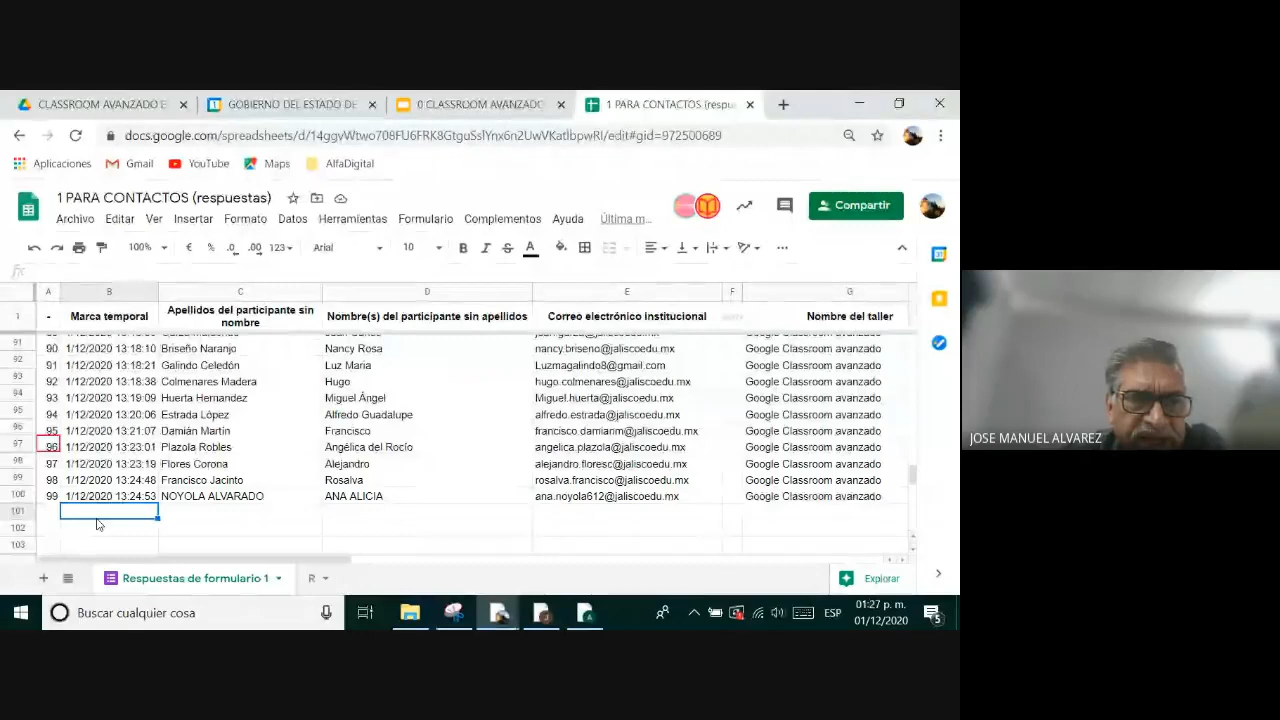 CLASSROOM AVANZADO E
GOBIERNO DEL ESTADO DE
0 CLASSROOM AVANZADO
1 PARA CONTACTOS (respu
Aplicaciones Gmail YouTube Maps AlfaDigital
1 PARA CONTACTOS (respuestas)
Archivo Editar Ver Insertar Formato Datos Herramientas Formulario Complementos Ayuda Última m...
Compartir
100% € % .0 .00 123 Arial 10 B I S A
fx
A B C D E F G
1 - Marca temporal Apellidos del participante sin nombre Nombre(s) del participante sin apellidos Correo electrónico institucional Nombre del taller
91
92 90 1/12/2020 13:18:10 Briseño Naranjo Nancy Rosa nancy.briseno@jaliscoedu.mx Google Classroom avanzado
91 1/12/2020 13:18:21 Galindo Celedón Luz Maria Luzmagalindo8@gmail.com Google Classroom avanzado
93 92 1/12/2020 13:18:38 Colmenares Madera Hugo hugo.colmenares@jaliscoedu.mx Google Classroom avanzado
94 93 1/12/2020 13:19:09 Huerta Hernandez Miguel Ángel Miguel.huerta@jaliscoedu.mx Google Classroom avanzado
95 94 1/12/2020 13:20:06 Estrada López Alfredo Guadalupe alfredo.estrada@jaliscoedu.mx Google Classroom avanzado
96 95 1/12/2020 13:21:07 Damián Martín Francisco francisco.damianm@jaliscoedu.mx Google Classroom avanzado
97 96 1/12/2020 13:23:01 Plazola Robles Angélica del Rocío angelica.plazola@jaliscoedu.mx Google Classroom avanzado
98 97 1/12/2020 13:23:19 Flores Corona Alejandro alejandro.floresc@jaliscoedu.mx Google Classroom avanzado
99 98 1/12/2020 13:24:48 Francisco Jacinto Rosalva rosalva.francisco@jaliscoedu.mx Google Classroom avanzado
100 99 1/12/2020 13:24:53 NOYOLA ALVARADO ANA ALICIA ana.noyola612@jaliscoedu.mx Google Classroom avanzado
101
102
103
Respuestas de formulario 1 R
Explorar
Buscar cualquier cosa
ESP
01:27 p. m.
01/12/2020
5
JOSE MANUEL ALVAREZ